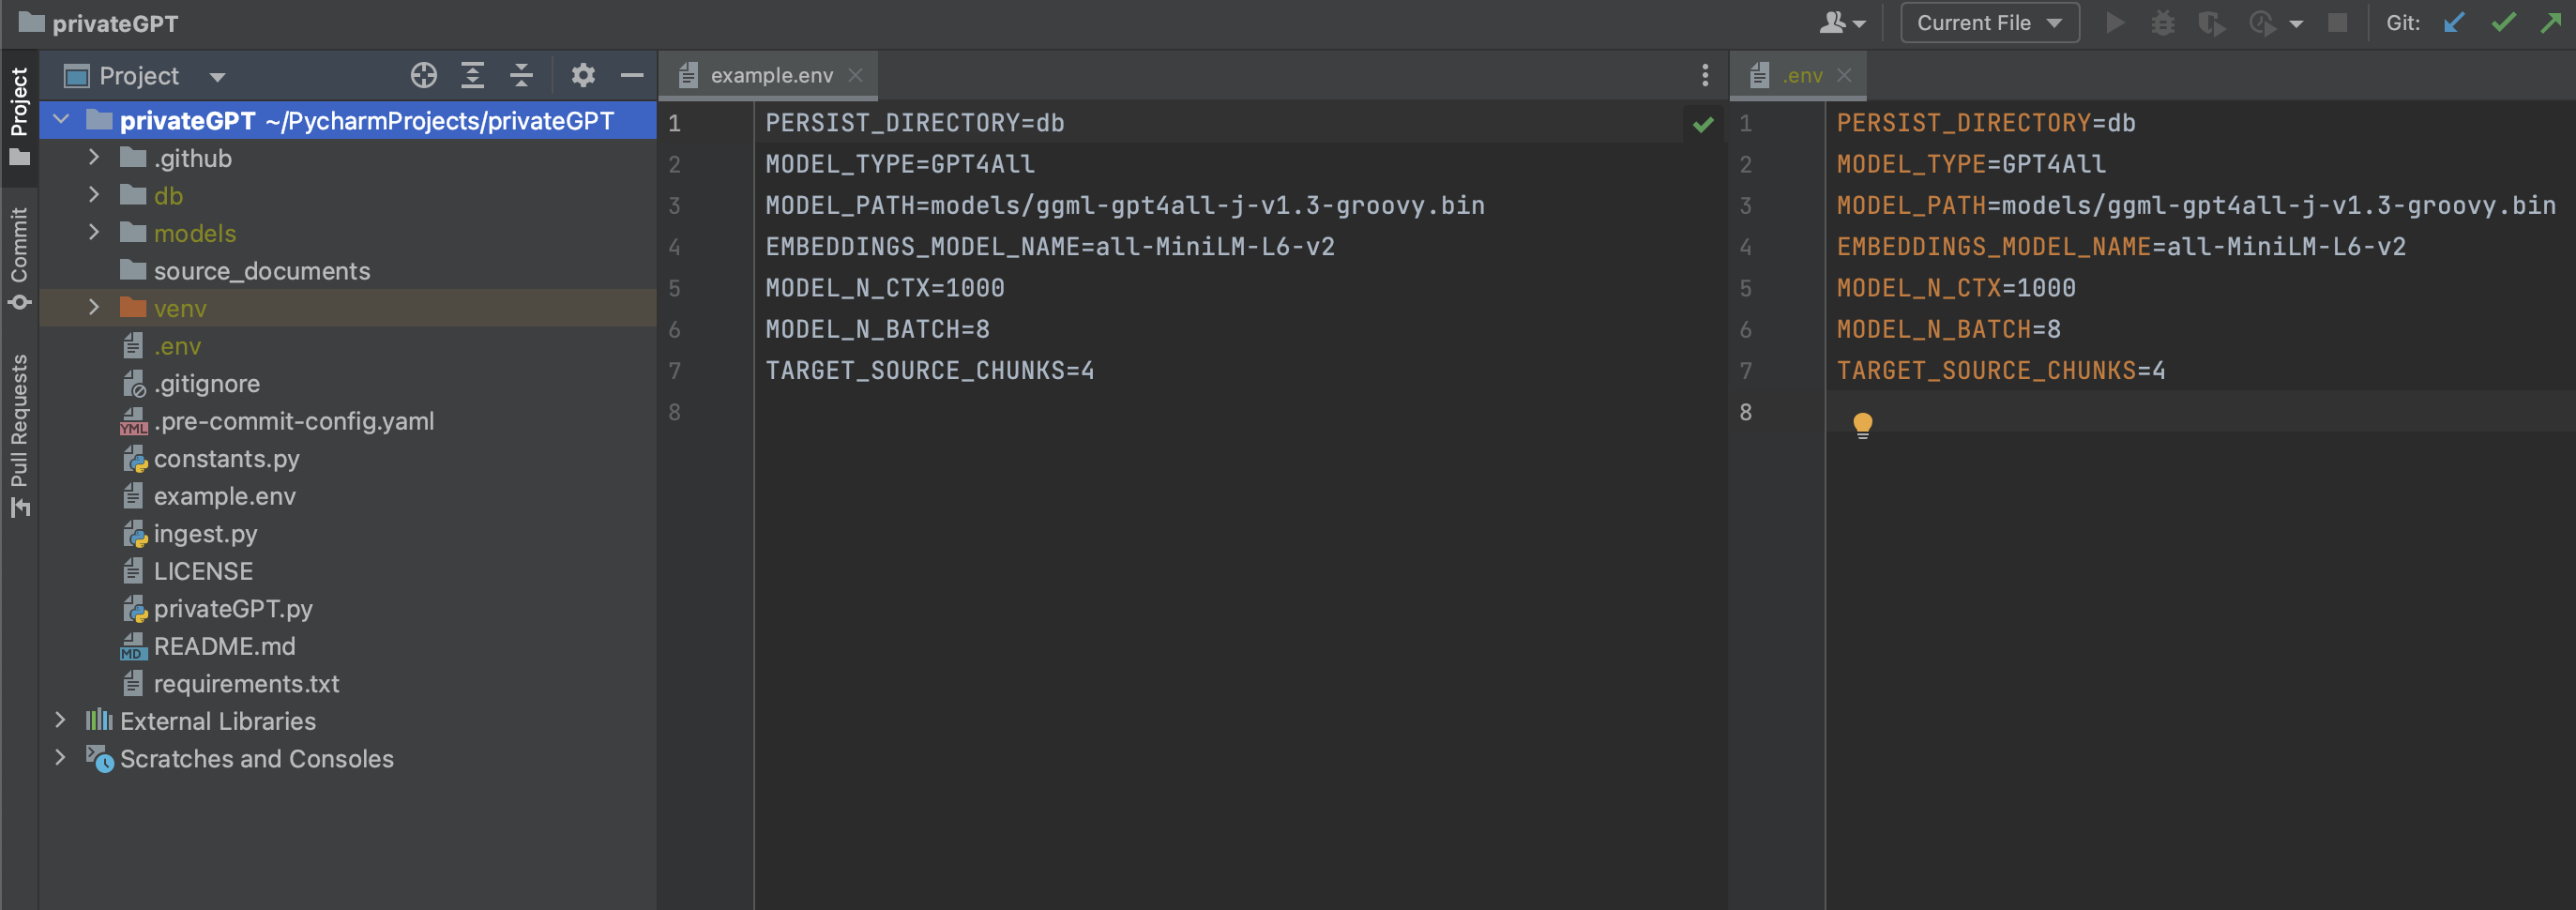 privateGPT
Current File
Git:
Project
Commit
Pull Requests
Project
privateGPT ~/PycharmProjects/privateGPT
.github
db
models
source_documents
venv
.env
.gitignore
YML .pre-commit-config.yaml
constants.py
example.env
ingest.py
LICENSE
privateGPT.py
MD README.md
requirements.txt
External Libraries
Scratches and Consoles
example.env
1 PERSIST_DIRECTORY=db
2 MODEL_TYPE=GPT4All
3 MODEL_PATH=models/ggml-gpt4all-j-v1.3-groovy.bin
4 EMBEDDINGS_MODEL_NAME=all-MiniLM-L6-v2
5 MODEL_N_CTX=1000
6 MODEL_N_BATCH=8
7 TARGET_SOURCE_CHUNKS=4
8
.env
1 PERSIST_DIRECTORY=db
2 MODEL_TYPE=GPT4All
3 MODEL_PATH=models/ggml-gpt4all-j-v1.3-groovy.bin
4 EMBEDDINGS_MODEL_NAME=all-MiniLM-L6-v2
5 MODEL_N_CTX=1000
6 MODEL_N_BATCH=8
7 TARGET_SOURCE_CHUNKS=4
8